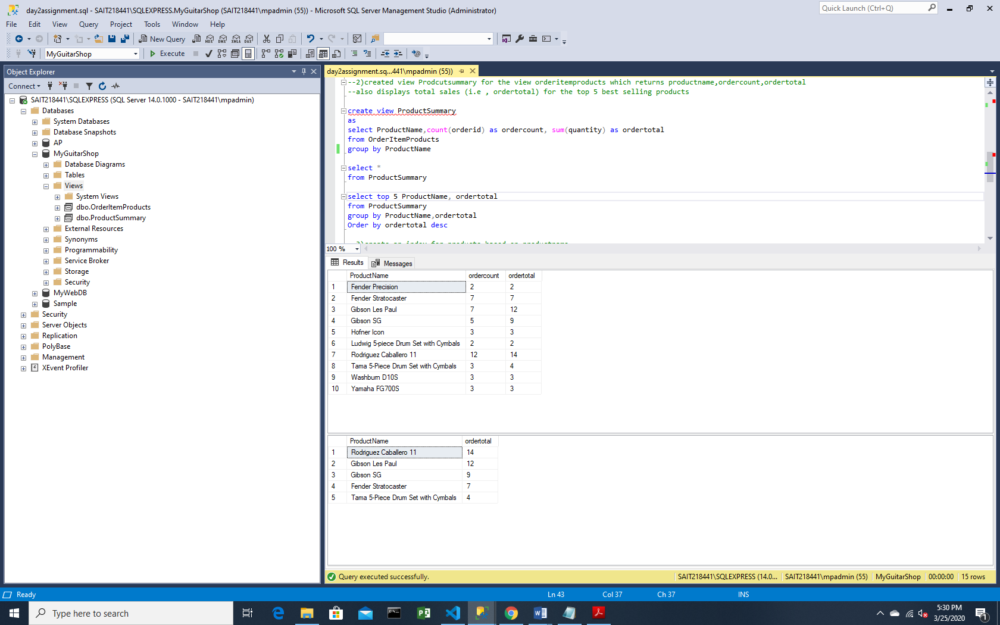 day2assignment.sql - SAIT218441\SQLEXPRESS.MyGuitarShop (SAIT218441\mpadmin (55)) - Microsoft SQL Server Management Studio (Administrator)
Quick Launch (Ctrl+Q)
File Edit View Query Project Tools Window Help
New Query MDX DMX XMLA DAX
MyGuitarShop Execute
Object Explorer
Connect
SAIT218441\SQLEXPRESS (SQL Server 14.0.1000 - SAIT218441\mpadmin)
Databases
System Databases
Database Snapshots
AP
MyGuitarShop
Database Diagrams
Tables
Views
System Views
dbo.OrderItemProducts
dbo.ProductSummary
External Resources
Synonyms
Programmability
Service Broker
Storage
Security
MyWebDB
Sample
Security
Server Objects
Replication
PolyBase
Management
XEvent Profiler
day2assignment.sq...441\mpadmin (55))
--2)created view Prodcutsummary for the view orderitemproducts which returns productname,ordercount,ordertotal
--also displays total sales (i.e , ordertotal) for the top 5 best selling products
create view ProductSummary
as
select ProductName,count(orderid) as ordercount, sum(quantity) as ordertotal
from OrderItemProducts
group by ProductName
select *
from ProductSummary
select top 5 ProductName, ordertotal
from ProductSummary
group by ProductName,ordertotal
Order by ordertotal desc
100 %
Results Messages
ProductName ordercount ordertotal
1 Fender Precision 2 2
2 Fender Stratocaster 7 7
3 Gibson Les Paul 7 12
4 Gibson SG 5 9
5 Hofner Icon 3 3
6 Ludwig 5-piece Drum Set with Cymbals 2 2
7 Rodriguez Caballero 11 12 14
8 Tama 5-Piece Drum Set with Cymbals 3 4
9 Washburn D10S 3 3
10 Yamaha FG700S 3 3
ProductName ordertotal
1 Rodriguez Caballero 11 14
2 Gibson Les Paul 12
3 Gibson SG 9
4 Fender Stratocaster 7
5 Tama 5-Piece Drum Set with Cymbals 4
Query executed successfully. SAIT218441\SQLEXPRESS (14.0... SAIT218441\mpadmin (55) MyGuitarShop 00:00:00 15 rows
Ready Ln 43 Col 37 Ch 37 INS
Type here to search
5:30 PM
3/25/2020
1